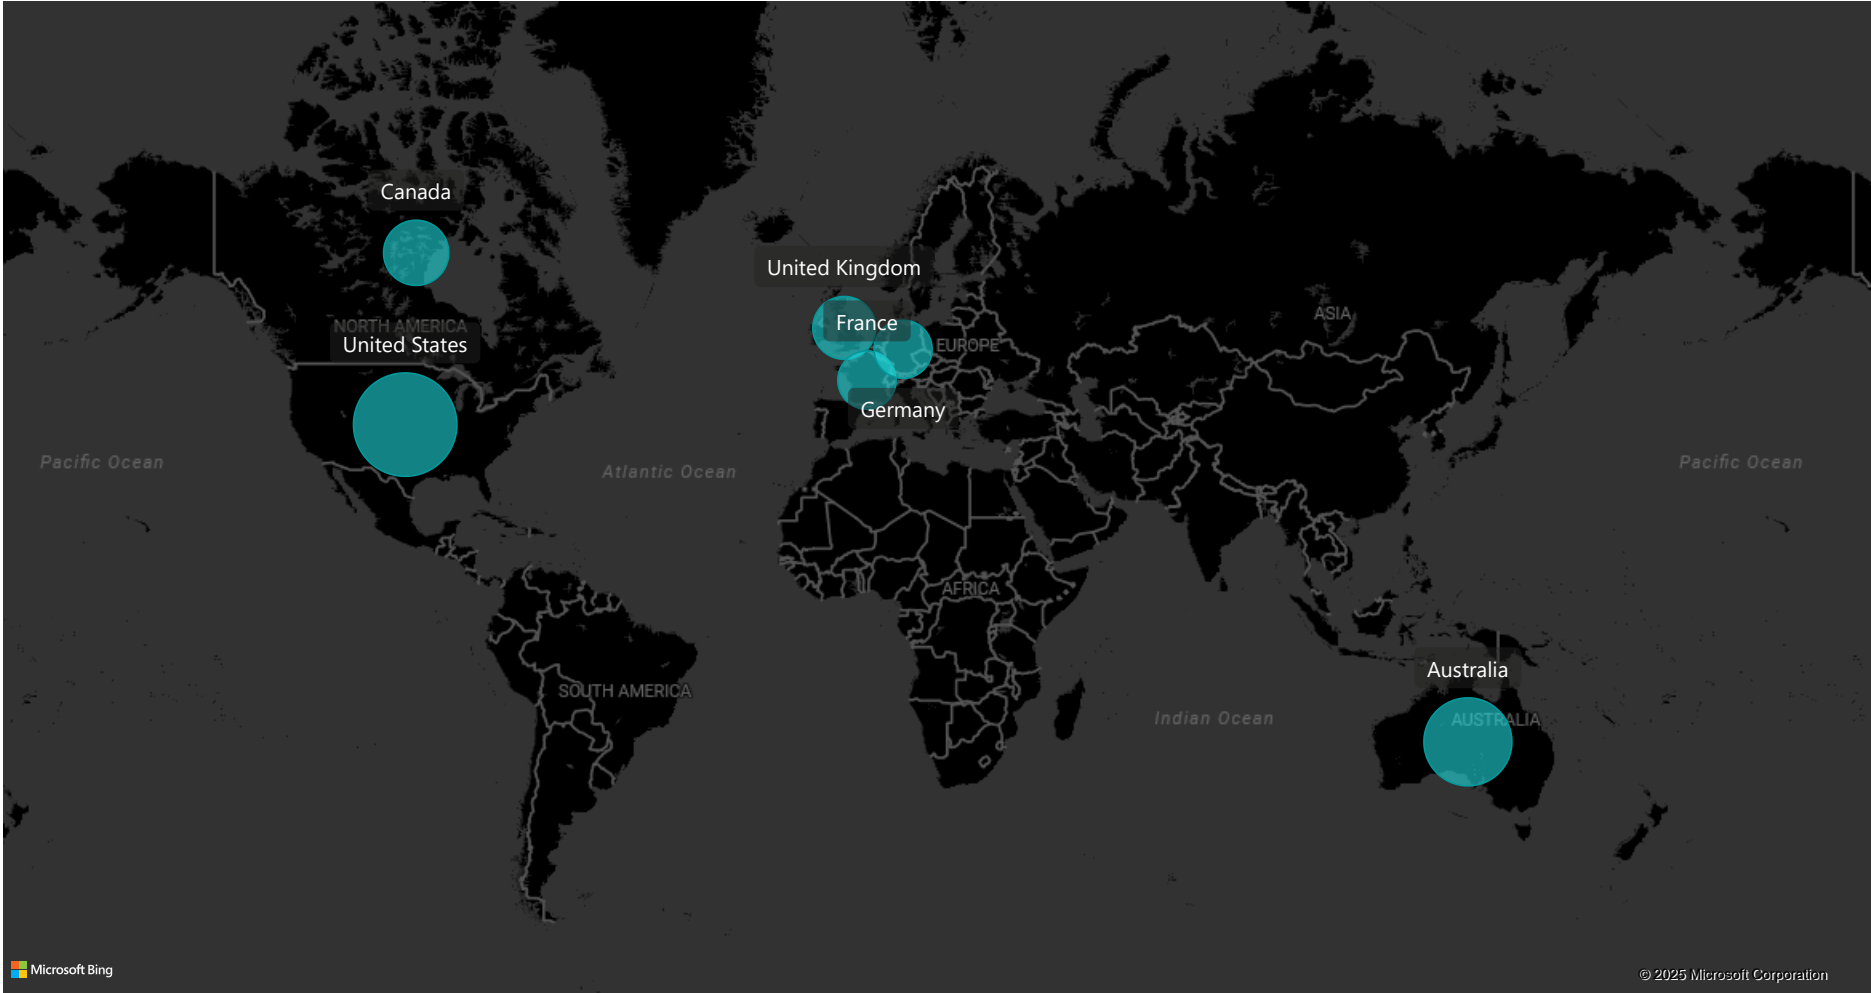 Canada
United Kingdom
France
ASIA
NORTH AMERICA
United States
EUROPE
Germany
Pacific Ocean
Atlantic Ocean
Pacific Ocean
AFRICA
Australia
SOUTH AMERICA
Indian Ocean
AUSTRALIA
Microsoft Bing
© 2025 Microsoft Corporation